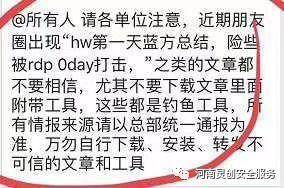 @所有人 请各单位注意，近期朋友
圈出现“hw第一天蓝方总结，险些
被rdp 0day打击，”之类的文章都
不要相信，尤其不要下载文章里面
附带工具，这些都是钓鱼工具，所
有情报来源请以总部统一通报为
准，万勿自行下载、安装、转发不
可信的文章和工具
河南灵创安全服务